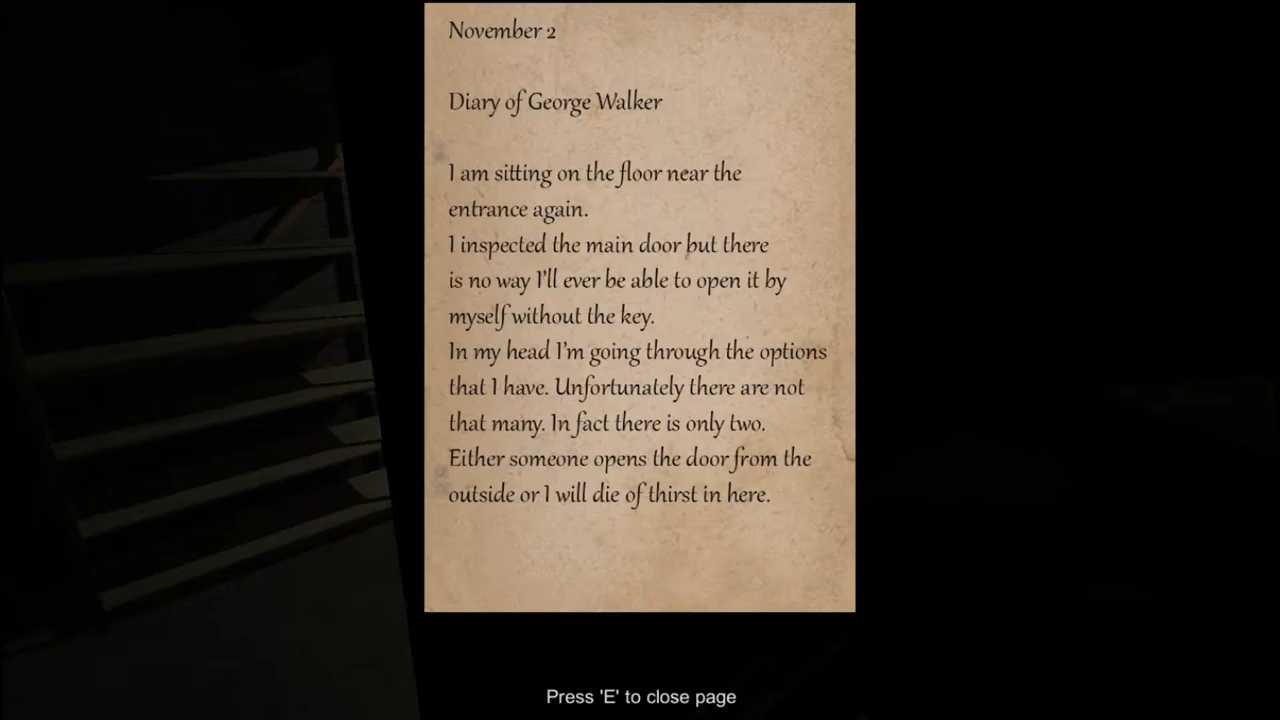 November 2
Diary of George Walker
I am sitting on the floor near the
entrance again.
I inspected the main door but there
is no way I'll ever be able to open it by
myself without the key.
In my head I'm going through the options
that I have. Unfortunately there are not
that many. In fact there is only two.
Either someone opens the door from the
outside or I will die of thirst in here.
Press 'E' to close page